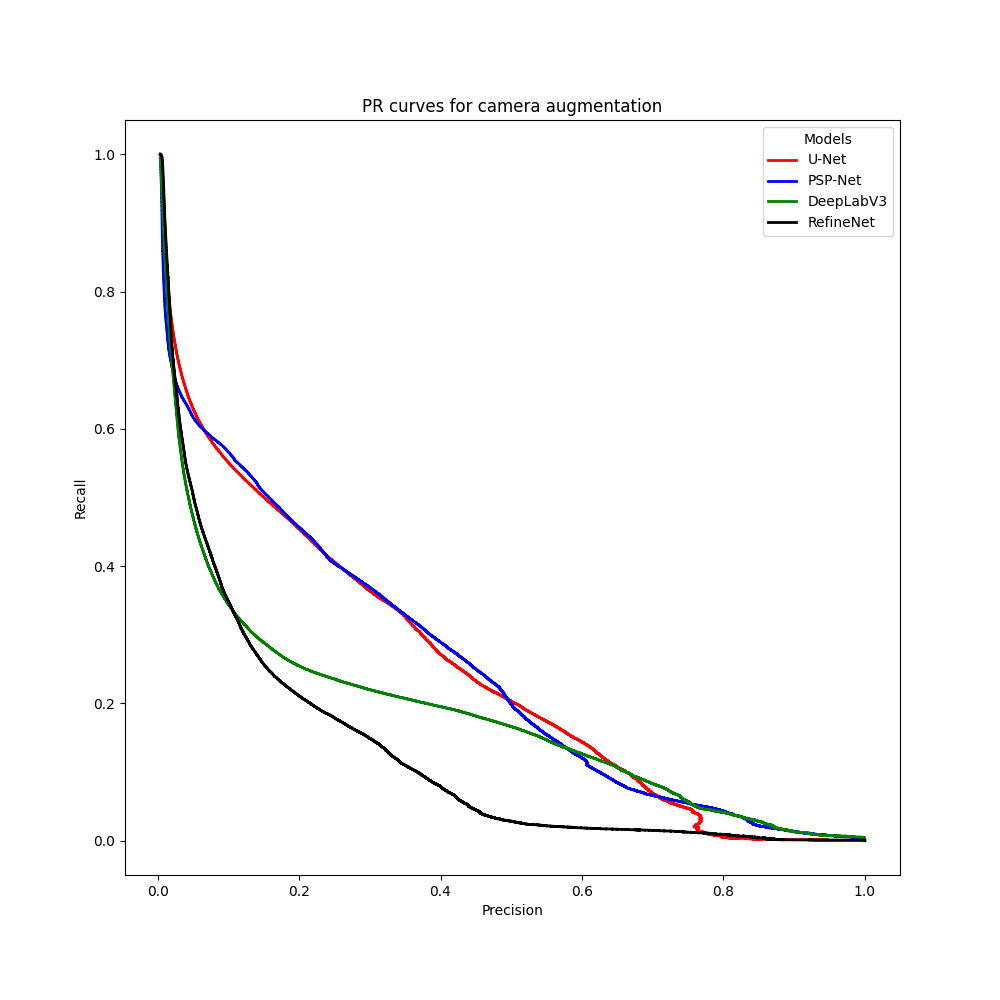 PR curves for camera augmentation
Models
U-Net
PSP-Net
DeepLabV3
RefineNet
1.0
0.8
0.6
0.4
0.2
0.0
Recall
0.0 0.2 0.4 0.6 0.8 1.0
Precision